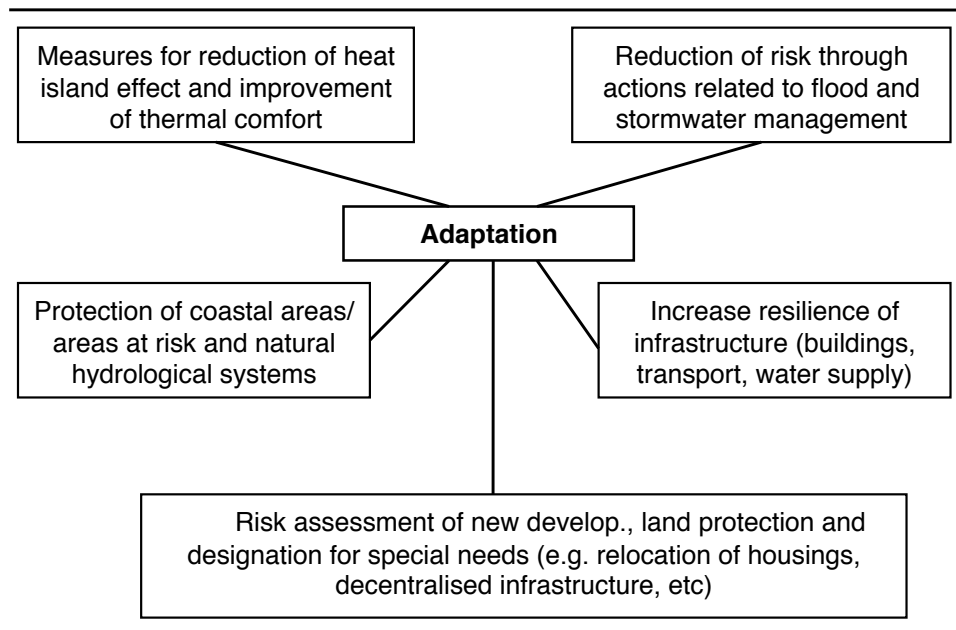 Measures for reduction of heat
island effect and improvement
of thermal comfort
Reduction of risk through
actions related to flood and
stormwater management
Adaptation
Protection of coastal areas/
areas at risk and natural
hydrological systems
Increase resilience of
infrastructure (buildings,
transport, water supply)
Risk assessment of new develop., land protection and
designation for special needs (e.g. relocation of housings,
decentralised infrastructure, etc)